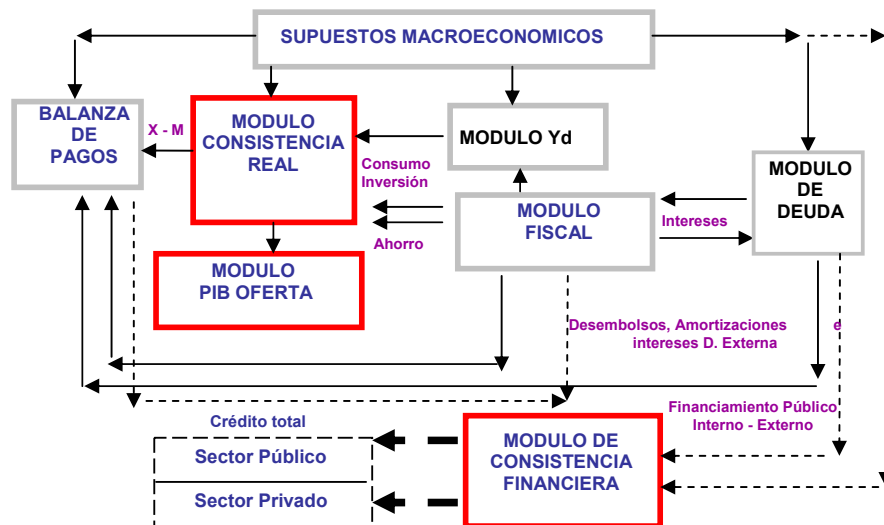 SUPUESTOS MACROECONOMICOS
BALANZA
DE
PAGOS
X - M
MODULO
CONSISTENCIA
REAL
MODULO Yd
Consumo
Inversión
MODULO
DE
DEUDA
MODULO
FISCAL
Intereses
Ahorro
MODULO
PIB OFERTA
Desembolsos, Amortizaciones e
intereses D. Externa
Financiamiento Público
Interno - Externo
Crédito total
Sector Público
Sector Privado
MODULO DE
CONSISTENCIA
FINANCIERA